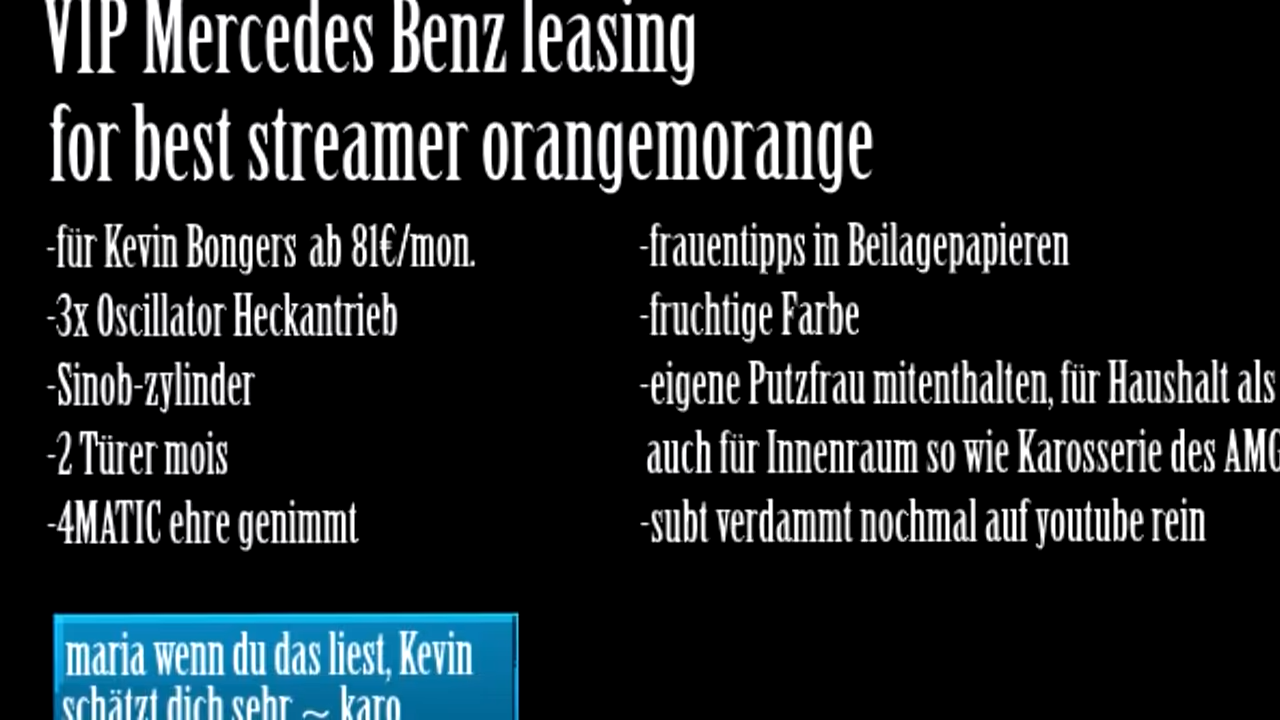 VIP Mercedes Benz leasing
for best streamer orangemorange
-für Kevin Bongers ab 81€/mon.
-3x Oscillator Heckantrieb
-Sinob-zylinder
-2 Türer mois
-4MATIC ehre genimmt
-frauentipps in Beilagepapieren
-fruchtige Farbe
-eigene Putzfrau mitenthalten, für Haushalt als
auch für Innenraum so wie Karosserie des AMG
-subt verdammt nochmal auf youtube rein
maria wenn du das liest, Kevin
schätzt dich sehr ~ karo